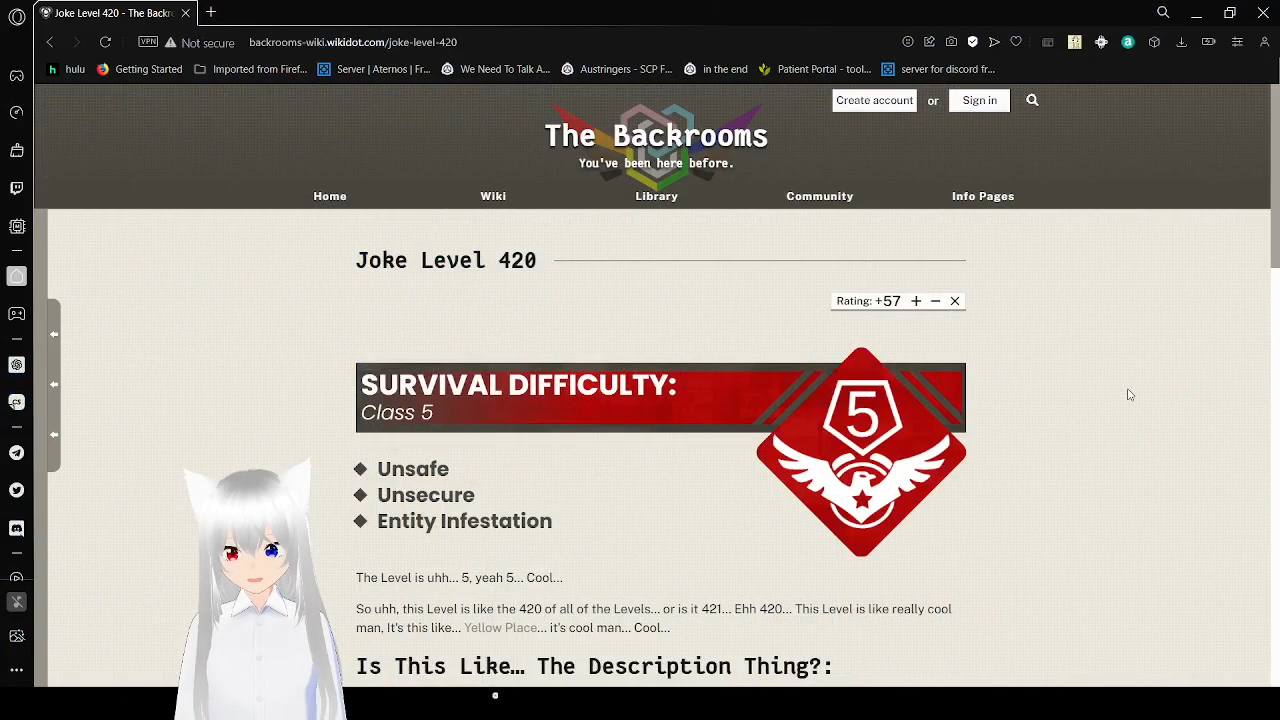 Joke Level 420 - The Backr
VPN Not secure backrooms-wiki.wikidot.com/joke-level-420
hulu Getting Started Imported from Firef... Server | Aternos | Fr... We Need To Talk A... Austringers - SCP F... in the end Patient Portal - tool... server for discord fr...
Create account or Sign in
The Backrooms
You've been here before.
Home Wiki Library Community Info Pages
Joke Level 420
Rating: +57 + − ×
SURVIVAL DIFFICULTY:
Class 5
5
Unsafe
Unsecure
Entity Infestation
The Level is uhh... 5, yeah 5... Cool...
So uhh, this Level is like the 420 of all of the Levels... or is it 421... Ehh 420... This Level is like really cool
man, It's this like... Yellow Place... it's cool man... Cool...
Is This Like… The Description Thing?: